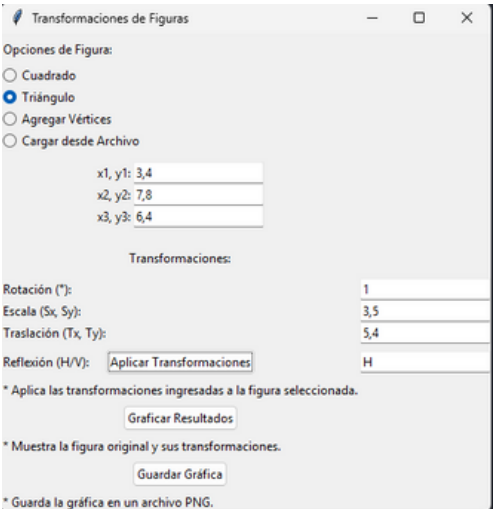 Transformaciones de Figuras
Opciones de Figura:
Cuadrado
Triángulo
Agregar Vértices
Cargar desde Archivo
x1, y1: 3,4
x2, y2: 7,8
x3, y3: 6,4
Transformaciones:
Rotación (°): 1
Escala (Sx, Sy): 3,5
Traslación (Tx, Ty): 5,4
Reflexión (H/V): Aplicar Transformaciones H
* Aplica las transformaciones ingresadas a la figura seleccionada.
Graficar Resultados
* Muestra la figura original y sus transformaciones.
Guardar Gráfica
* Guarda la gráfica en un archivo PNG.